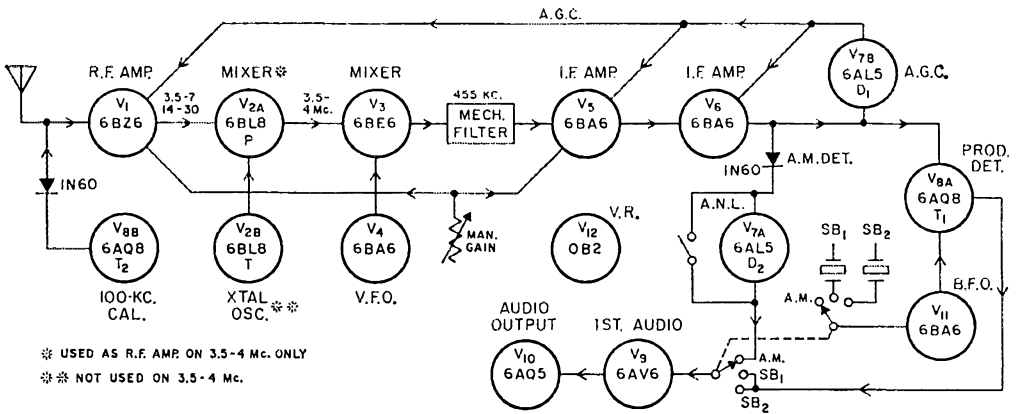 A.G.C.
R.F. AMP.
MIXER※
MIXER
I.F. AMP.
I.F. AMP.
V7B
6AL5
D1
A.G.C.
V1
6BZ6
3.5-7
14-30
V2A
6BL8
P
3.5-
4 Mc.
V3
6BE6
455 KC.
MECH.
FILTER
V5
6BA6
V6
6BA6
IN60
A.M. DET.
PROD.
DET.
V8A
6AQ8
T1
IN60
V8B
6AQ8
T2
100-KC.
CAL.
V2B
6BL8
T
XTAL
OSC.※※
V4
6BA6
V.F.O.
MAN.
GAIN
V12
OB2
V.R.
A.N.L.
V7A
6AL5
D2
SB1
SB2
A.M.
B.F.O.
V11
6BA6
AUDIO
OUTPUT
V10
6AQ5
1ST. AUDIO
V9
6AV6
A.M.
SB1
SB2
※ USED AS R.F. AMP. ON 3.5-4 Mc. ONLY
※※ NOT USED ON 3.5-4 Mc.